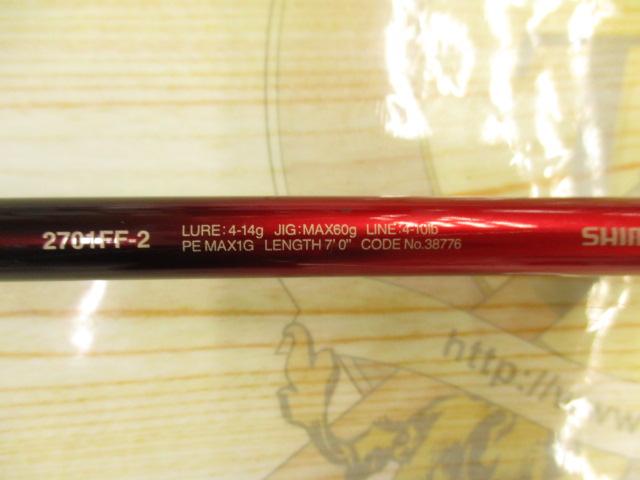 2701FF-2
LURE:4-14g JIG:MAX60g LINE:4-10lb
PE MAX1G LENGTH 7' 0" CODE No.38776
SHIM
http://www